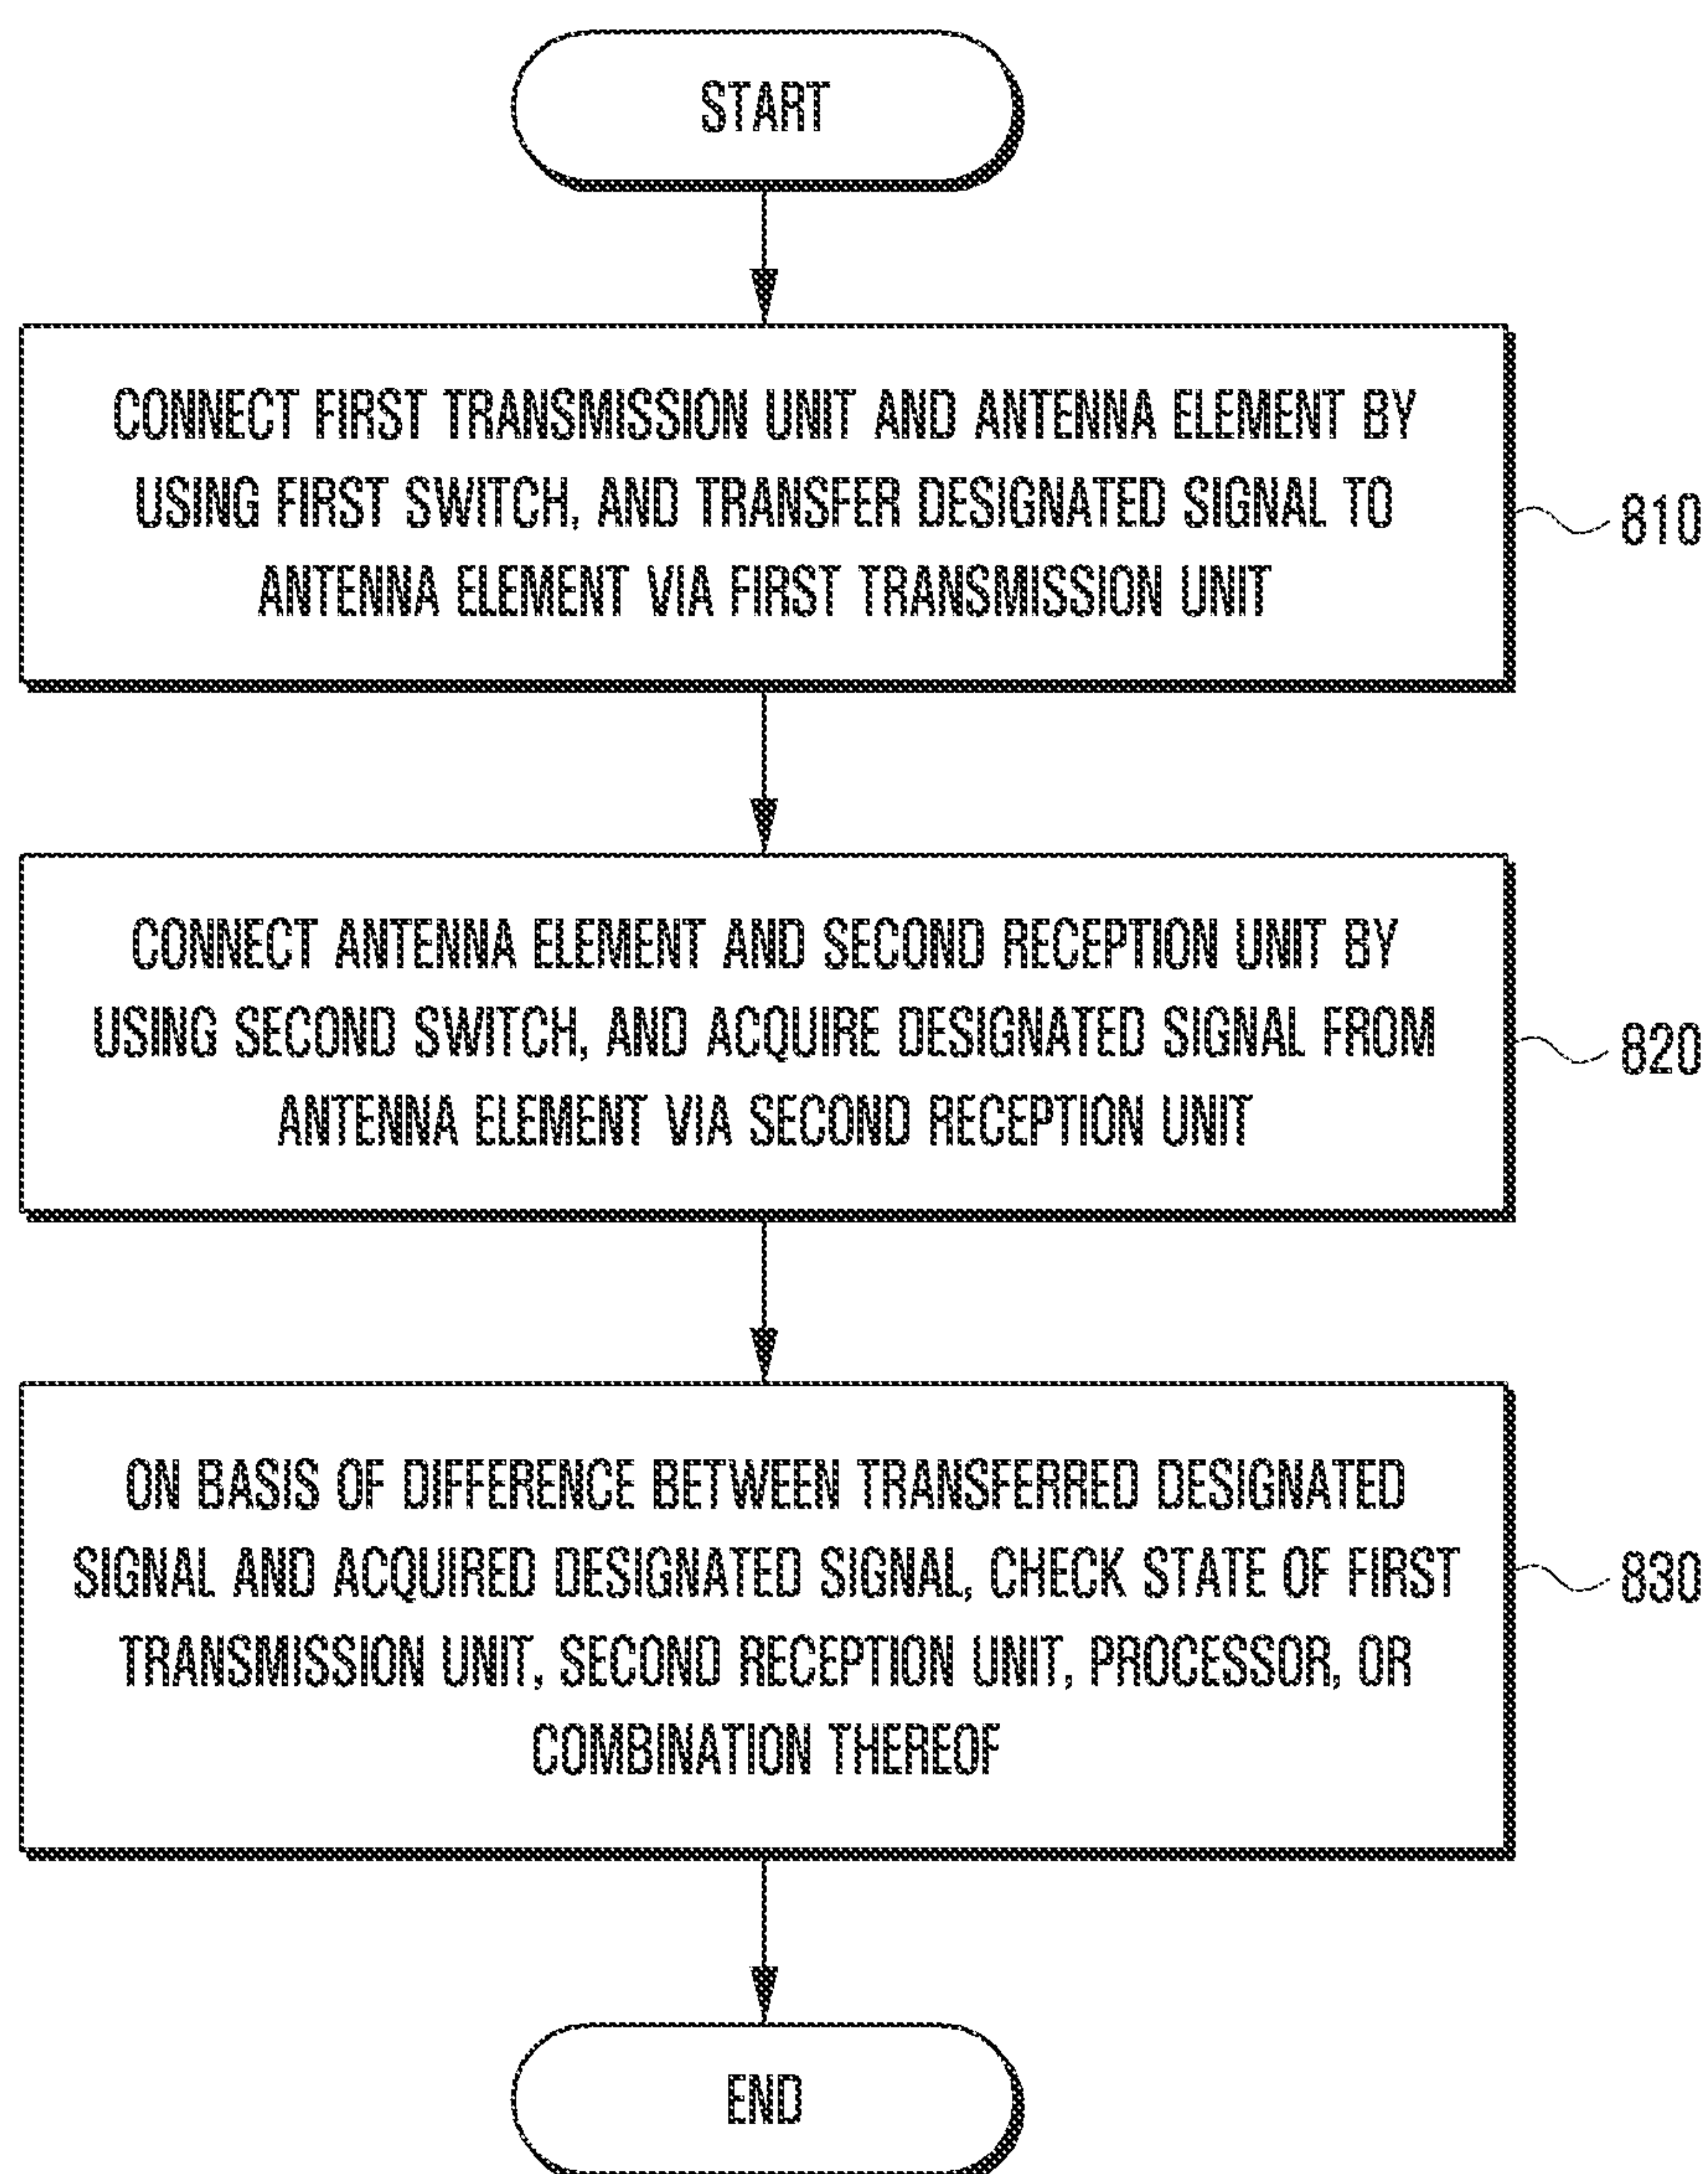 START
CONNECT FIRST TRANSMISSION UNIT AND ANTENNA ELEMENT BY
USING FIRST SWITCH, AND TRANSFER DESIGNATED SIGNAL TO
ANTENNA ELEMENT VIA FIRST TRANSMISSION UNIT
810
CONNECT ANTENNA ELEMENT AND SECOND RECEPTION UNIT BY
USING SECOND SWITCH, AND ACQUIRE DESIGNATED SIGNAL FROM
ANTENNA ELEMENT VIA SECOND RECEPTION UNIT
820
ON BASIS OF DIFFERENCE BETWEEN TRANSFERRED DESIGNATED
SIGNAL AND ACQUIRED DESIGNATED SIGNAL, CHECK STATE OF FIRST
TRANSMISSION UNIT, SECOND RECEPTION UNIT, PROCESSOR, OR
COMBINATION THEREOF
830
END